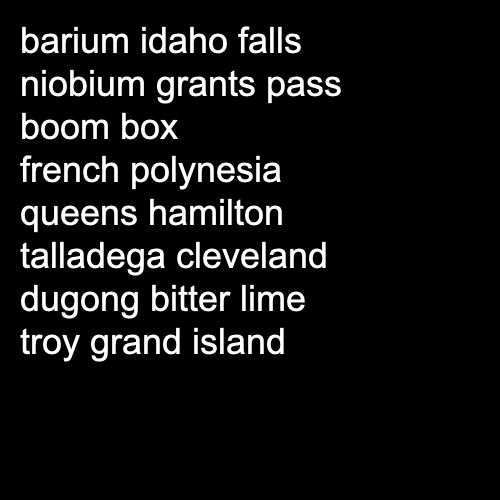 barium idaho falls
niobium grants pass
boom box
french polynesia
queens hamilton
talladega cleveland
dugong bitter lime
troy grand island